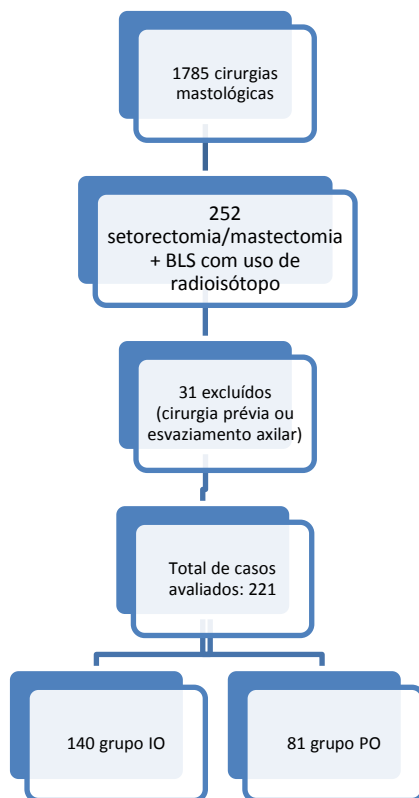 1785 cirurgias
mastológicas
252
setorectomia/mastectomia
+ BLS com uso de
radioisótopo
31 excluídos
(cirurgia prévia ou
esvaziamento axilar)
Total de casos
avaliados: 221
140 grupo IO
81 grupo PO